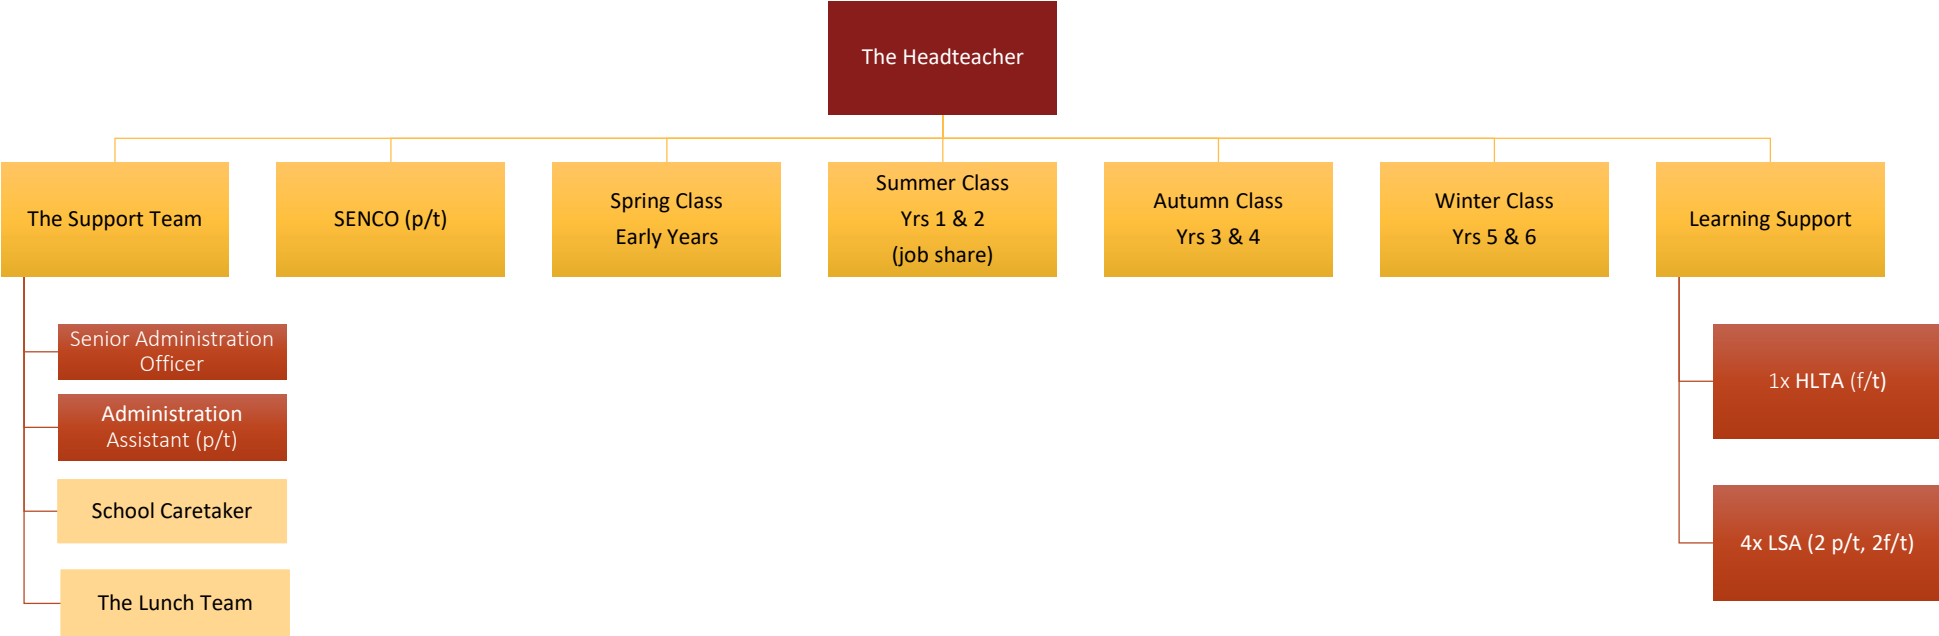 The Headteacher
The Support Team
SENCO (p/t)
Spring Class
Early Years
Summer Class
Yrs 1 & 2
(job share)
Autumn Class
Yrs 3 & 4
Winter Class
Yrs 5 & 6
Learning Support
Senior Administration
Officer
Administration
Assistant (p/t)
School Caretaker
The Lunch Team
1x HLTA (f/t)
4x LSA (2 p/t, 2f/t)